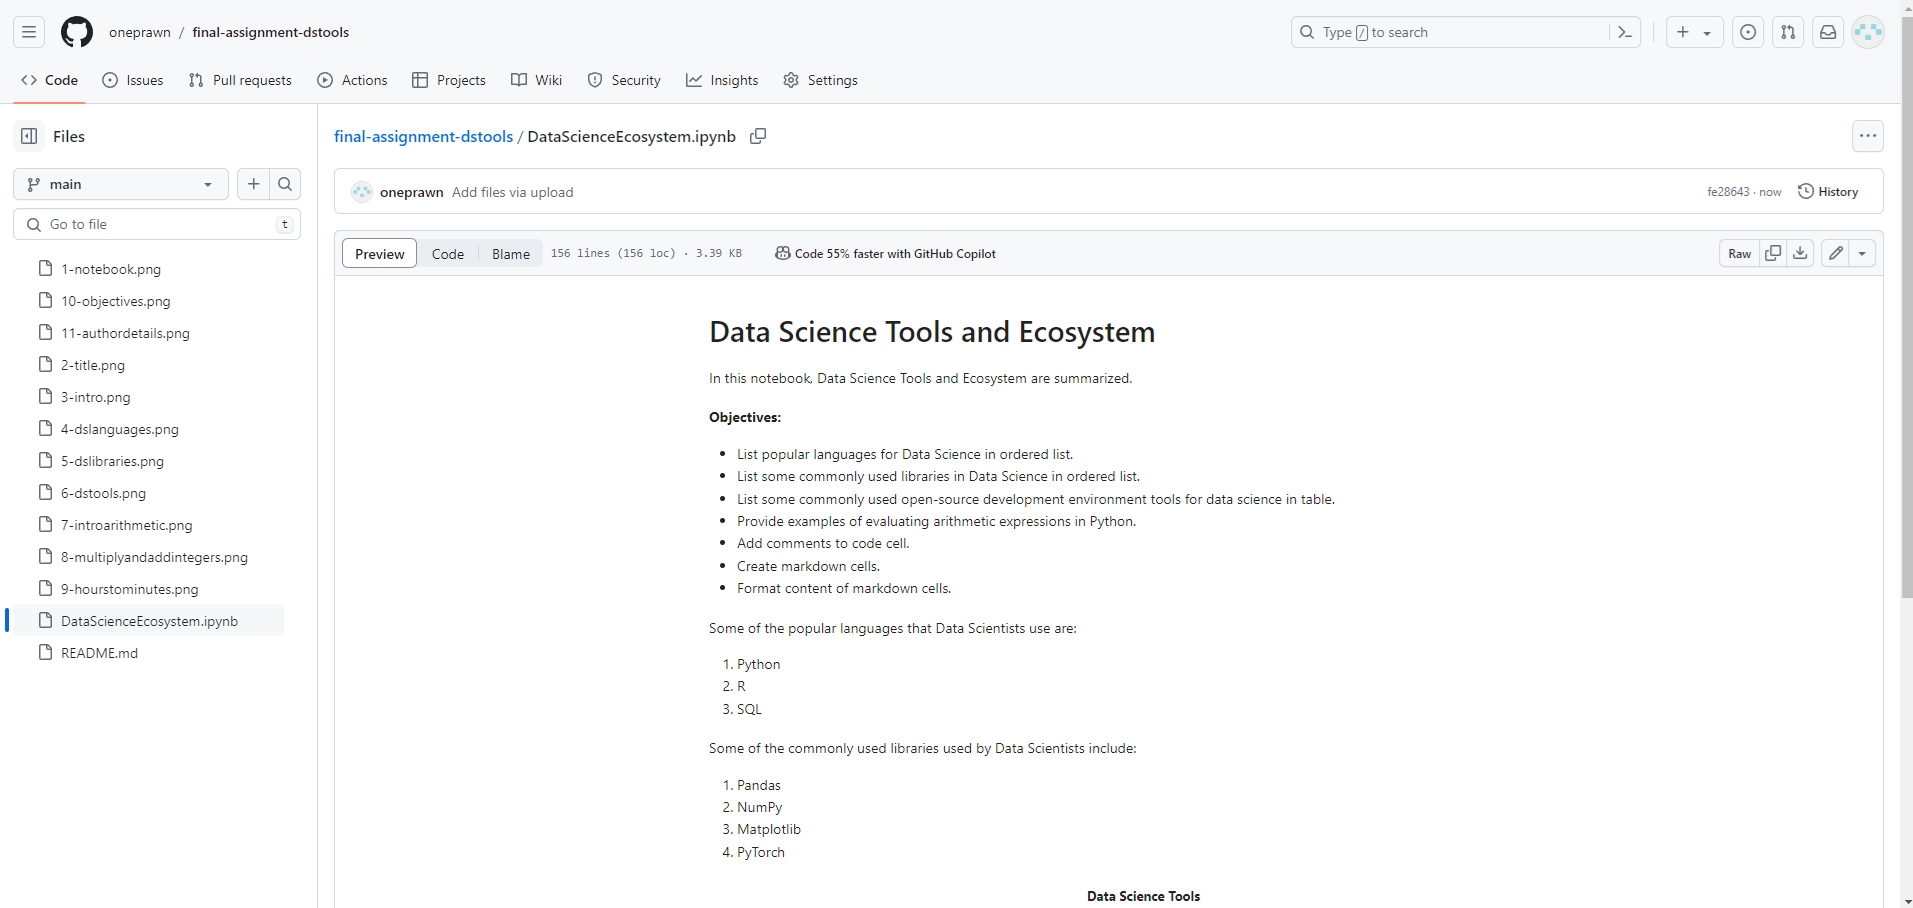 oneprawn / final-assignment-dstools
Type / to search
Code Issues Pull requests Actions Projects Wiki Security Insights Settings
Files
main
Go to file t
1-notebook.png
10-objectives.png
11-authordetails.png
2-title.png
3-intro.png
4-dslanguages.png
5-dslibraries.png
6-dstools.png
7-introarithmetic.png
8-multiplyandaddintegers.png
9-hourstominutes.png
DataScienceEcosystem.ipynb
README.md
final-assignment-dstools / DataScienceEcosystem.ipynb
oneprawn Add files via upload fe28643 · now History
Preview Code Blame 156 lines (156 loc) · 3.39 KB Code 55% faster with GitHub Copilot Raw
Data Science Tools and Ecosystem
In this notebook, Data Science Tools and Ecosystem are summarized.
Objectives:
• List popular languages for Data Science in ordered list.
• List some commonly used libraries in Data Science in ordered list.
• List some commonly used open-source development environment tools for data science in table.
• Provide examples of evaluating arithmetic expressions in Python.
• Add comments to code cell.
• Create markdown cells.
• Format content of markdown cells.
Some of the popular languages that Data Scientists use are:
1. Python
2. R
3. SQL
Some of the commonly used libraries used by Data Scientists include:
1. Pandas
2. NumPy
3. Matplotlib
4. PyTorch
Data Science Tools